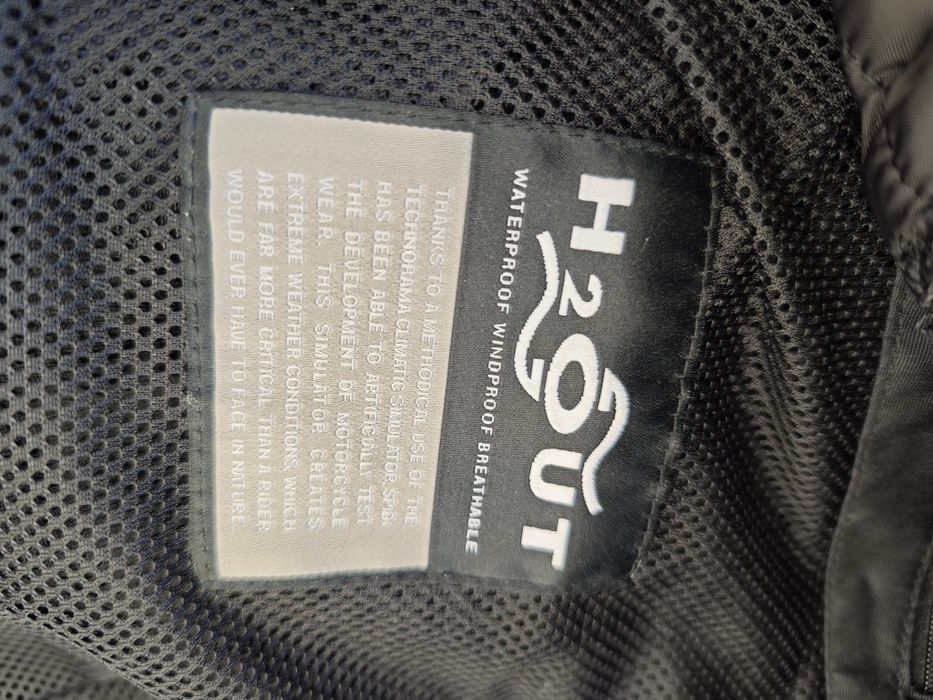 H2OUT
WATERPROOF WINDPROOF BREATHABLE
THANKS TO A METHODICAL USE OF THE
TECHNORAMA CLIMATIC SIMULATOR, SPIDI
HAS BEEN ABLE TO ARTIFICIALLY TEST
THE DEVELOPMENT OF MOTORCYCLE
WEAR. THIS SIMULATOR CREATES
EXTREME WEATHER CONDITIONS, WHICH
ARE FAR MORE CRITICAL THAN A RIDER
WOULD EVER HAVE TO FACE IN NATURE.